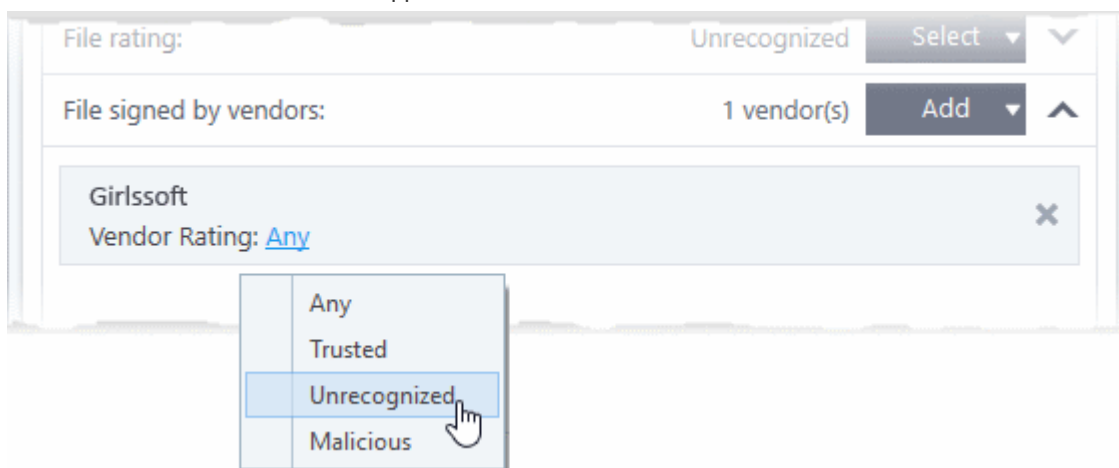 File rating: Unrecognized Select
File signed by vendors: 1 vendor(s) Add
Girlssoft
Vendor Rating: Any
Any
Trusted
Unrecognized
Malicious